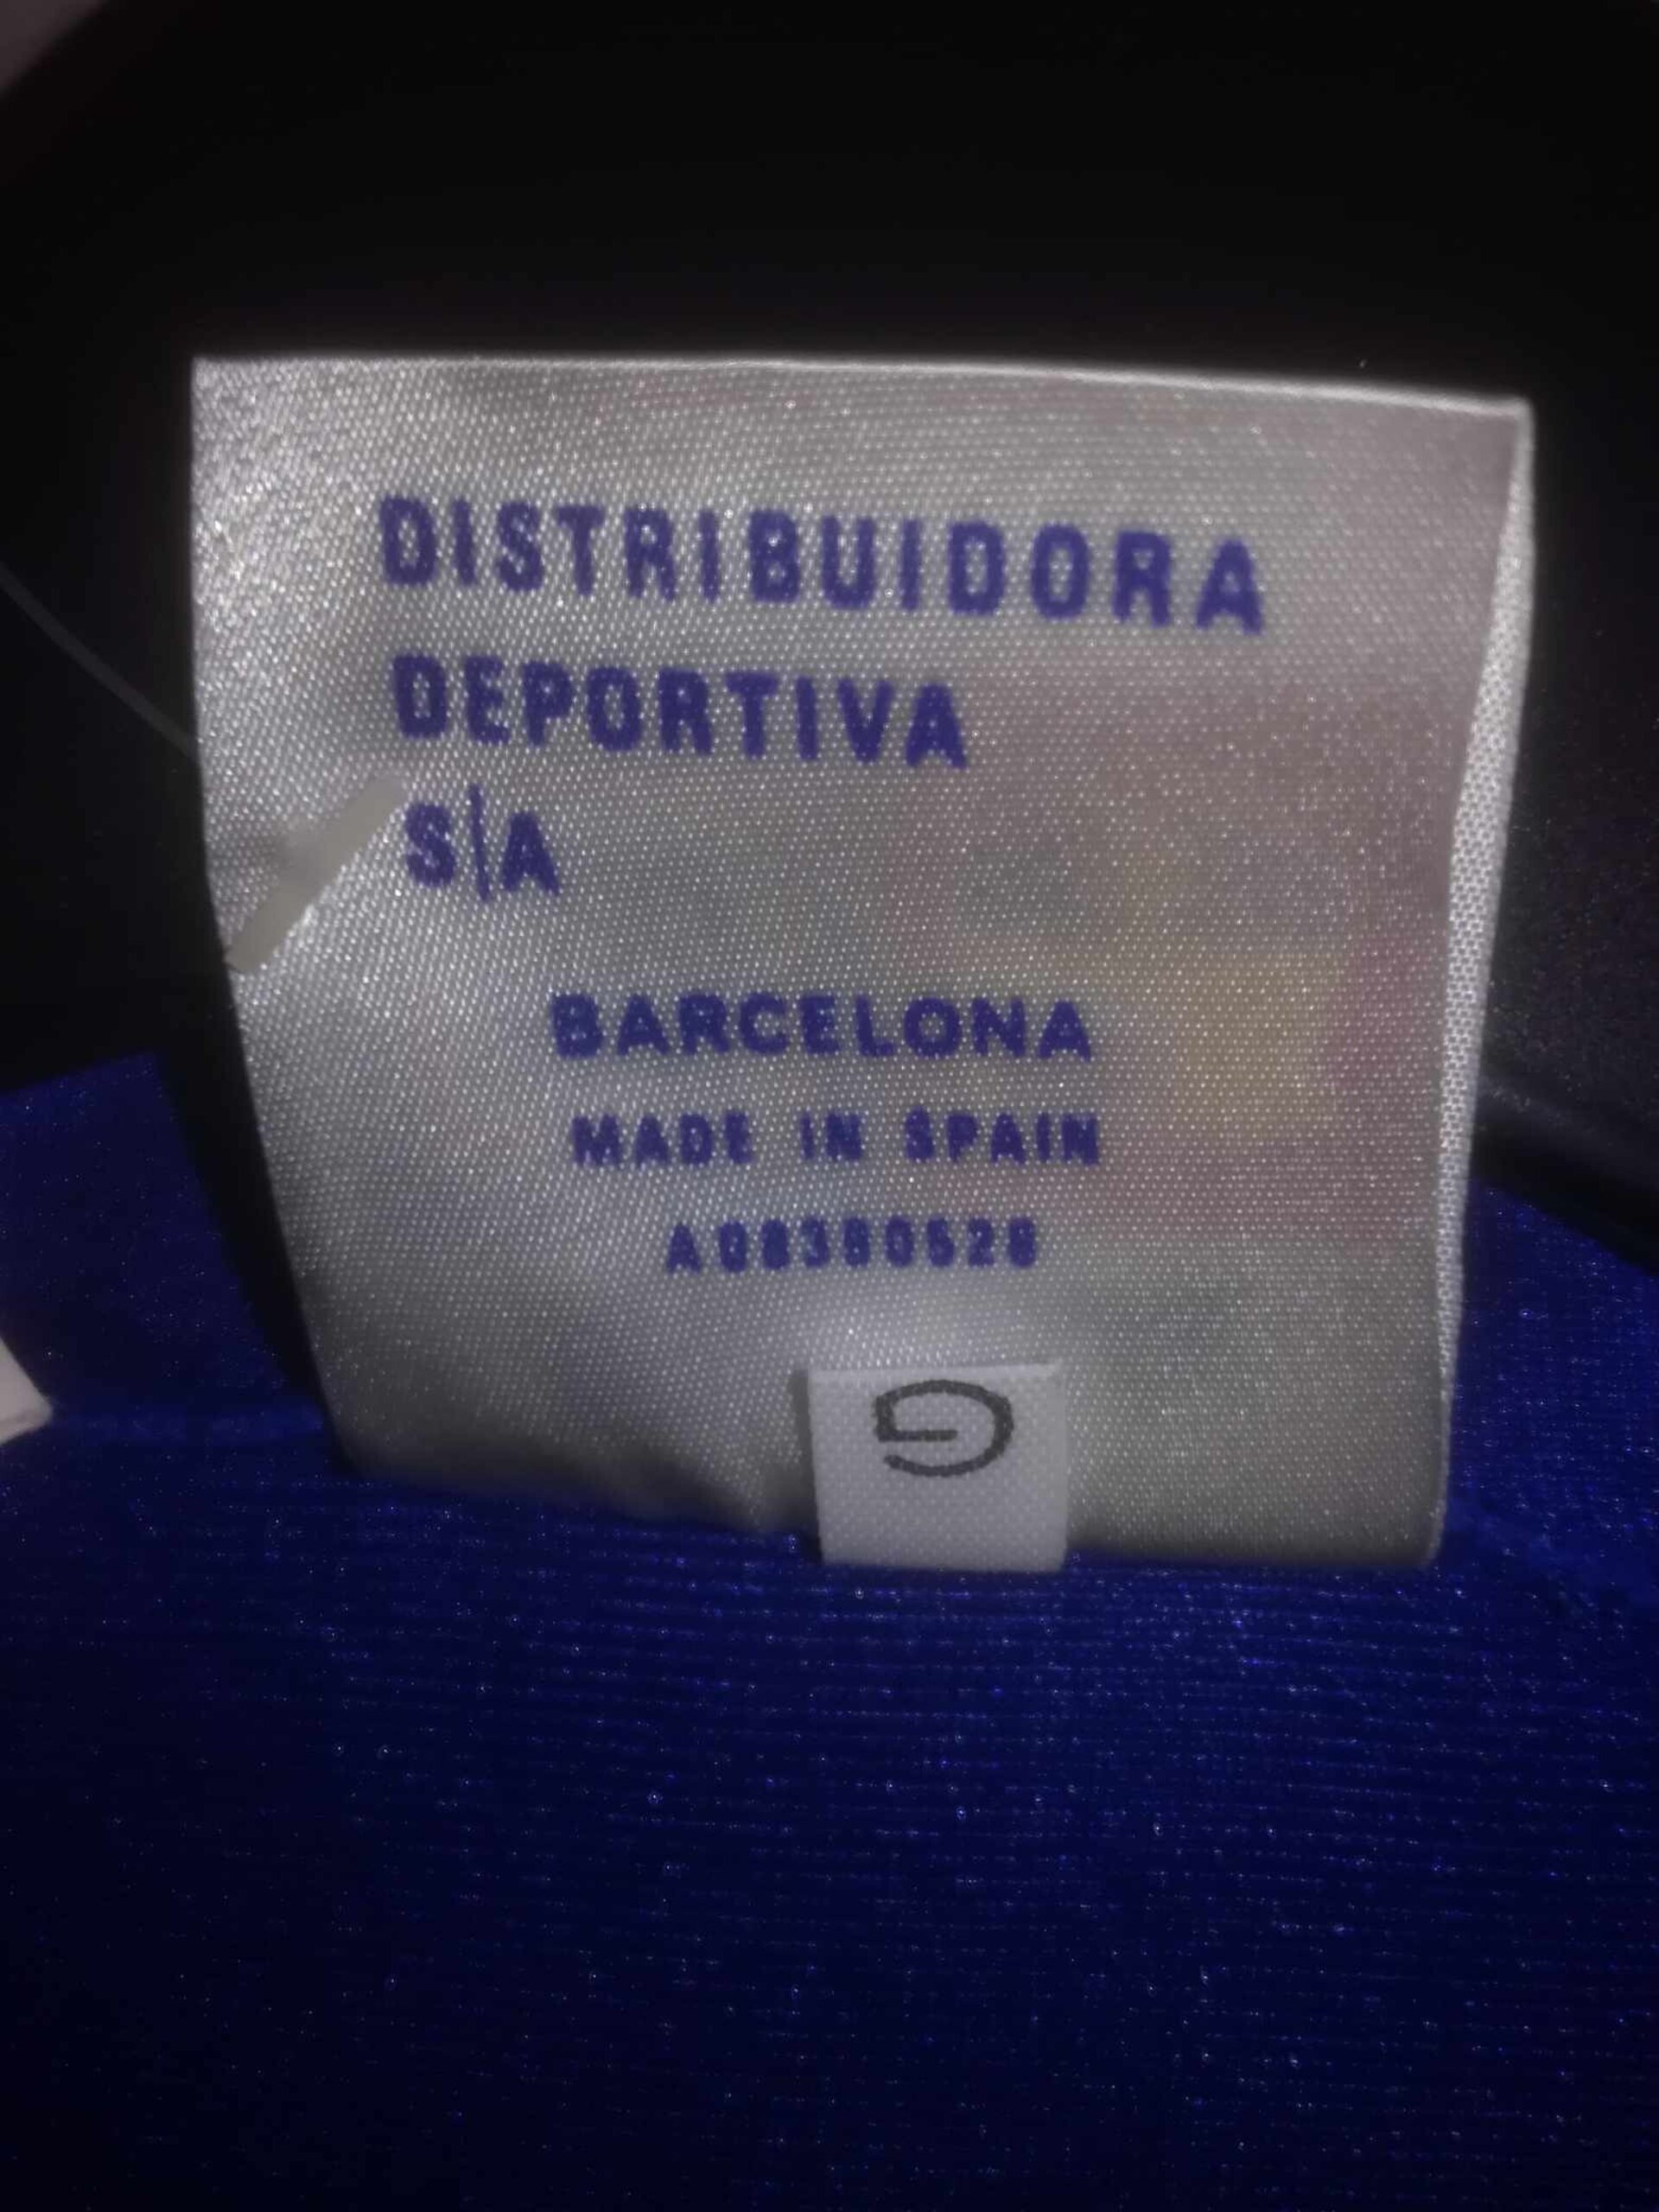 DISTRIBUIDORA
DEPORTIVA
S\A
BARCELONA
MADE IN SPAIN
A08380528
G